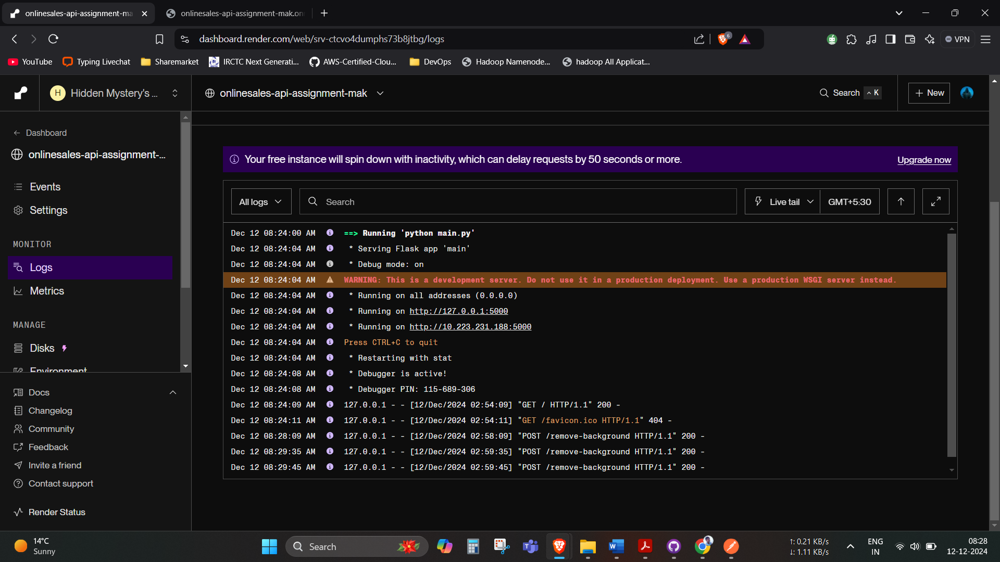 onlinesales-api-assignment-ma
onlinesales-api-assignment-mak.on
dashboard.render.com/web/srv-ctcvo4dumphs73b8jtbg/logs
6
VPN
YouTube
Typing Livechat
Sharemarket
IRCTC Next Generati...
AWS-Certified-Clou...
DevOps
Hadoop Namenode...
hadoop All Applicat...
H
Hidden Mystery's ...
onlinesales-api-assignment-mak
Search
K
+ New
← Dashboard
onlinesales-api-assignment-...
Events
Settings
MONITOR
Logs
Metrics
MANAGE
Disks
Environment
Docs
Changelog
Community
Feedback
Invite a friend
Contact support
Render Status
Your free instance will spin down with inactivity, which can delay requests by 50 seconds or more.
Upgrade now
All logs
Search
Live tail
GMT+5:30
Dec 12 08:24:00 AM ==> Running 'python main.py'
Dec 12 08:24:04 AM * Serving Flask app 'main'
Dec 12 08:24:04 AM * Debug mode: on
Dec 12 08:24:04 AM WARNING: This is a development server. Do not use it in a production deployment. Use a production WSGI server instead.
Dec 12 08:24:04 AM * Running on all addresses (0.0.0.0)
Dec 12 08:24:04 AM * Running on http://127.0.0.1:5000
Dec 12 08:24:04 AM * Running on http://10.223.231.188:5000
Dec 12 08:24:04 AM Press CTRL+C to quit
Dec 12 08:24:04 AM * Restarting with stat
Dec 12 08:24:08 AM * Debugger is active!
Dec 12 08:24:08 AM * Debugger PIN: 115-689-306
Dec 12 08:24:09 AM 127.0.0.1 - - [12/Dec/2024 02:54:09] "GET / HTTP/1.1" 200 -
Dec 12 08:24:11 AM 127.0.0.1 - - [12/Dec/2024 02:54:11] "GET /favicon.ico HTTP/1.1" 404 -
Dec 12 08:28:09 AM 127.0.0.1 - - [12/Dec/2024 02:58:09] "POST /remove-background HTTP/1.1" 200 -
Dec 12 08:29:35 AM 127.0.0.1 - - [12/Dec/2024 02:59:35] "POST /remove-background HTTP/1.1" 200 -
Dec 12 08:29:45 AM 127.0.0.1 - - [12/Dec/2024 02:59:45] "POST /remove-background HTTP/1.1" 200 -
14°C
Sunny
Search
↑: 0.21 KB/s
↓: 1.11 KB/s
ENG
IN
08:28
12-12-2024